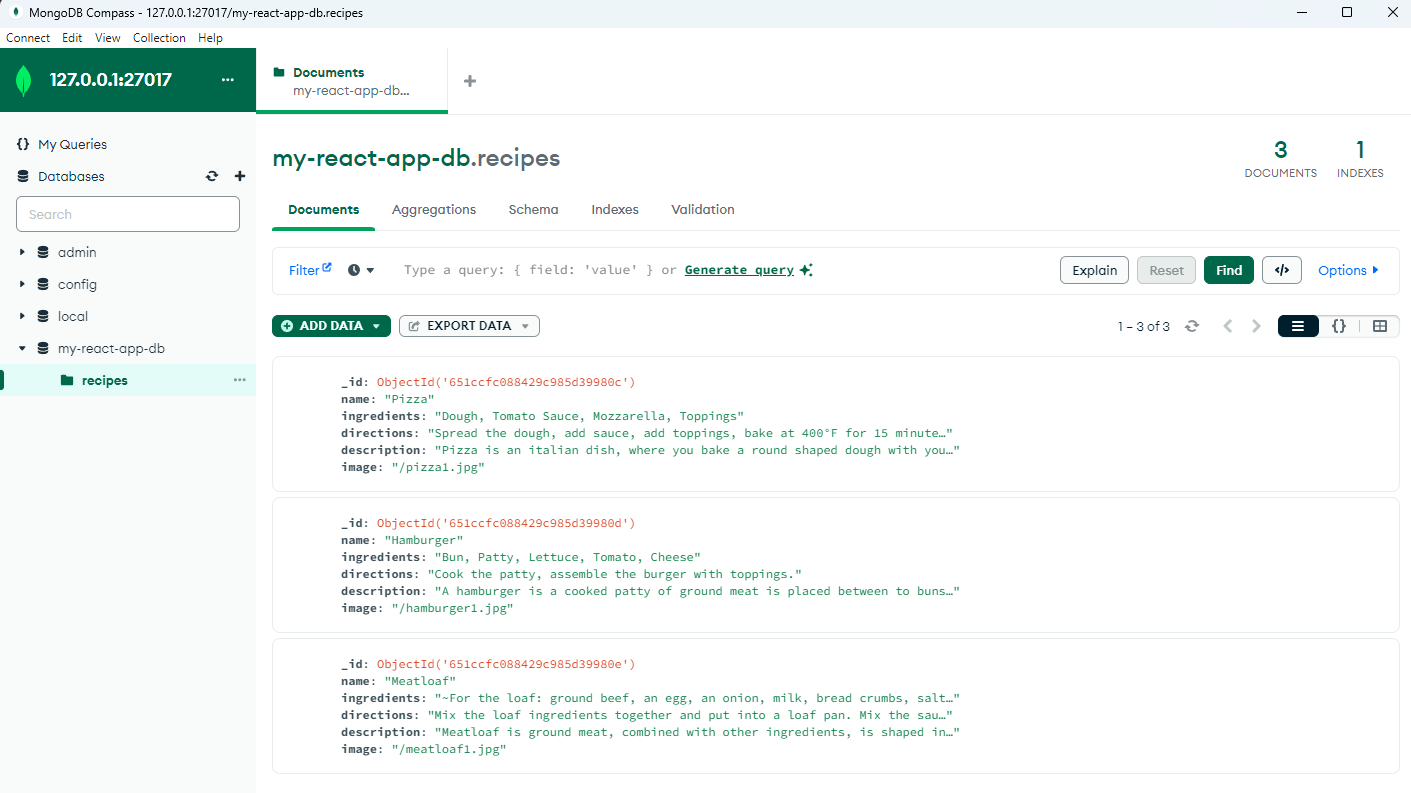 MongoDB Compass - 127.0.0.1:27017/my-react-app-db.recipes
Connect Edit View Collection Help
127.0.0.1:27017 ...
Documents
my-react-app-db...
My Queries
Databases
Search
admin
config
local
my-react-app-db
recipes
my-react-app-db.recipes
3
DOCUMENTS
1
INDEXES
Documents Aggregations Schema Indexes Validation
Filter Type a query: { field: 'value' } or Generate query Explain Reset Find </> Options
ADD DATA EXPORT DATA 1 – 3 of 3 {}
_id: ObjectId('651ccfc088429c985d39980c')
name: "Pizza"
ingredients: "Dough, Tomato Sauce, Mozzarella, Toppings"
directions: "Spread the dough, add sauce, add toppings, bake at 400°F for 15 minute…"
description: "Pizza is an italian dish, where you bake a round shaped dough with you…"
image: "/pizza1.jpg"
_id: ObjectId('651ccfc088429c985d39980d')
name: "Hamburger"
ingredients: "Bun, Patty, Lettuce, Tomato, Cheese"
directions: "Cook the patty, assemble the burger with toppings."
description: "A hamburger is a cooked patty of ground meat is placed between to buns…"
image: "/hamburger1.jpg"
_id: ObjectId('651ccfc088429c985d39980e')
name: "Meatloaf"
ingredients: "~For the loaf: ground beef, an egg, an onion, milk, bread crumbs, salt…"
directions: "Mix the loaf ingredients together and put into a loaf pan. Mix the sau…"
description: "Meatloaf is ground meat, combined with other ingredients, is shaped in…"
image: "/meatloaf1.jpg"